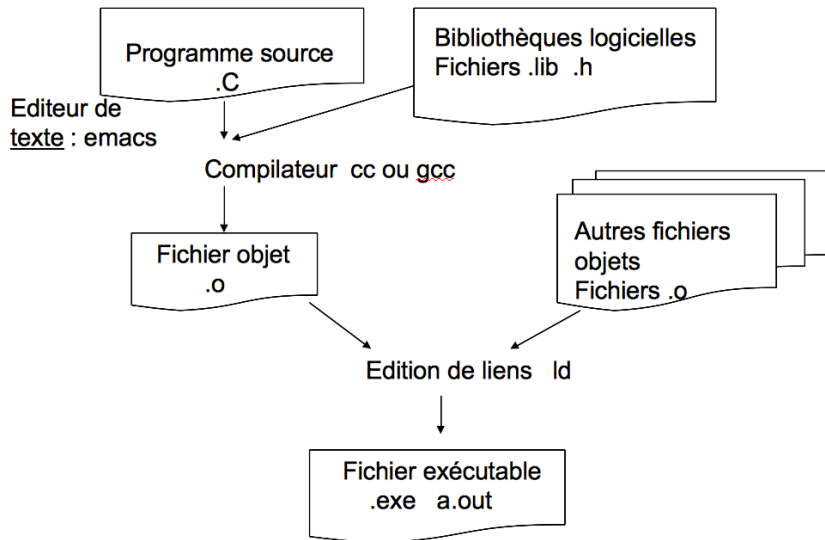 Programme source
.C
Bibliothèques logicielles
Fichiers .lib .h
Editeur de
texte : emacs
Compilateur cc ou gcc
Fichier objet
.o
Autres fichiers
objets
Fichiers .o
Edition de liens ld
Fichier exécutable
.exe a.out